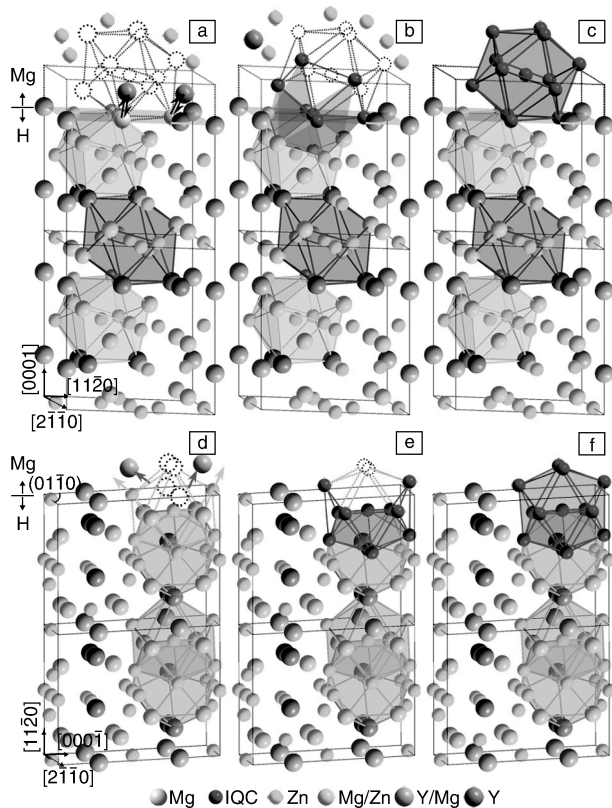 a
b
c
Mg
H
[0001]
[112̄0]
[21̄1̄0]
d
e
f
Mg
(011̄0)
H
[112̄0]
[0001̄]
[21̄1̄0]
Mg IQC Zn Mg/Zn Y/Mg Y